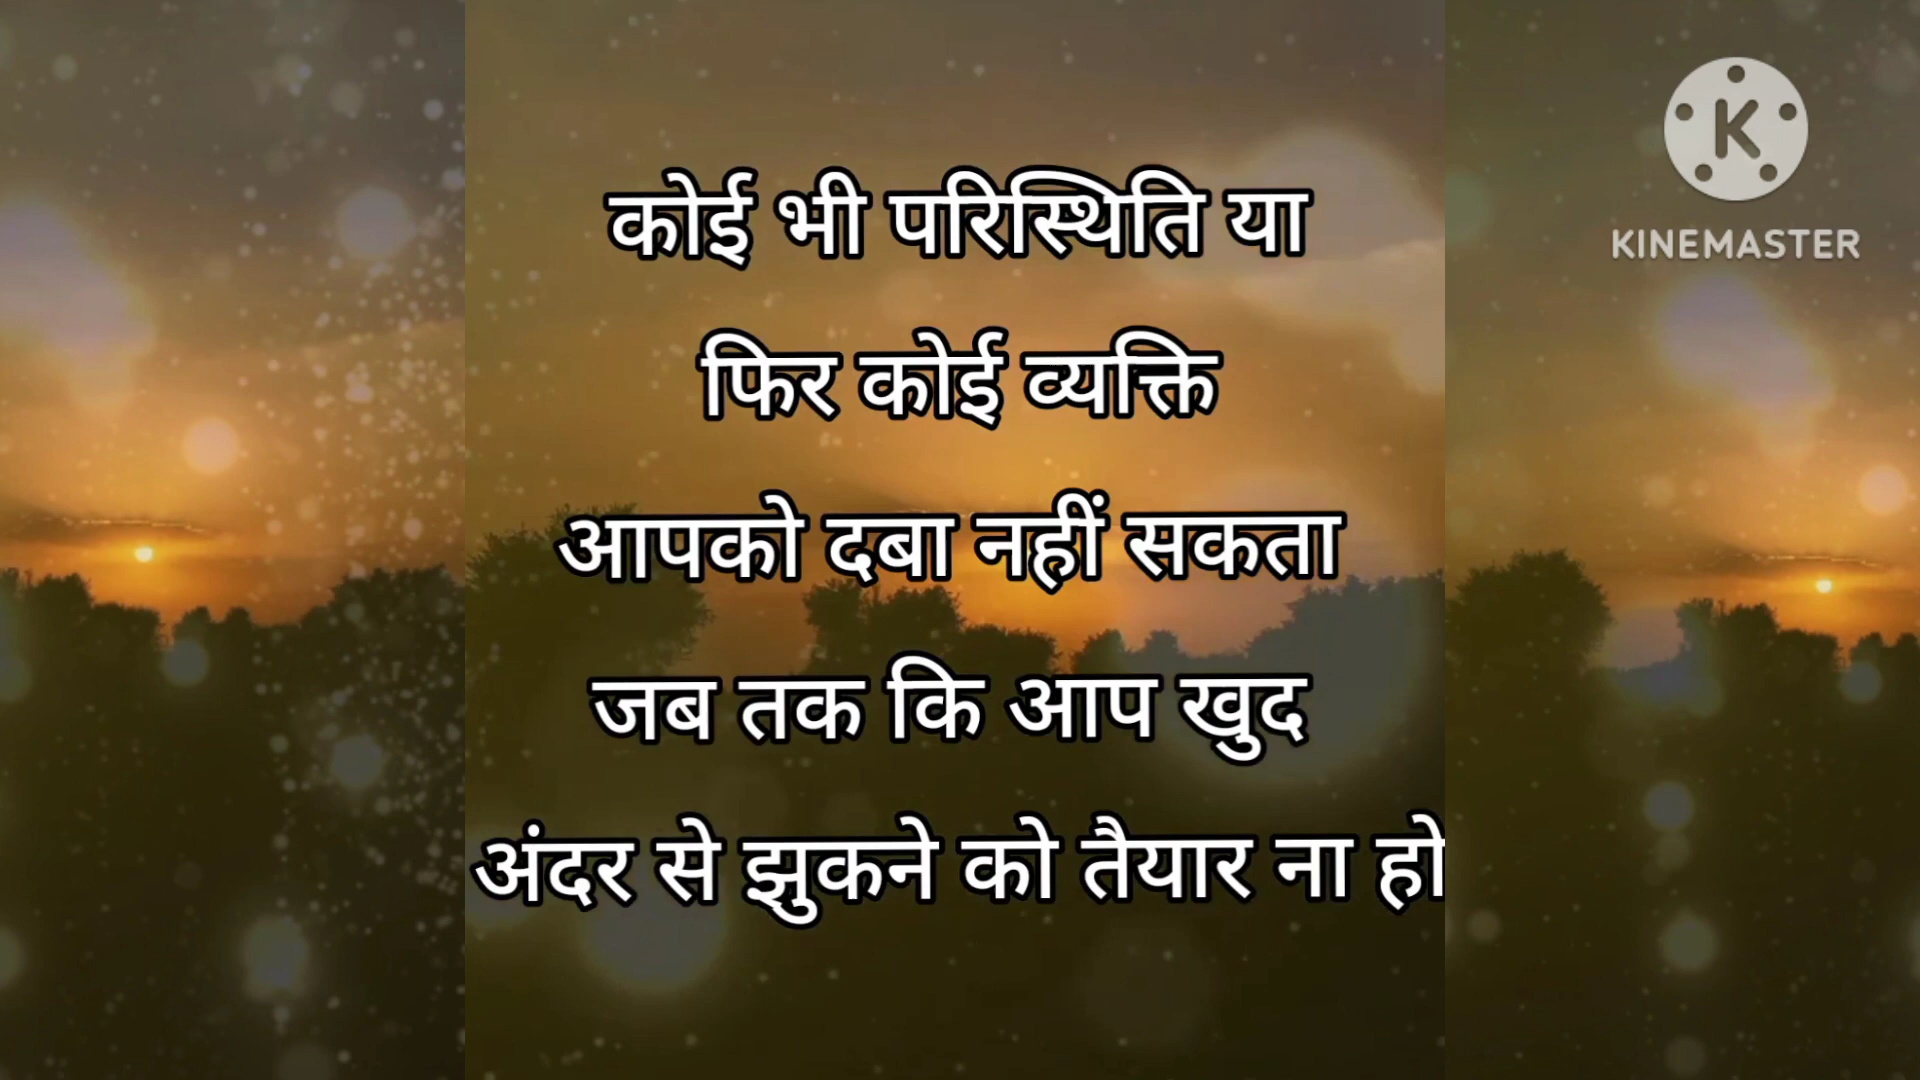 कोई भी परिस्थिति या
फिर कोई व्यक्ति
आपको दबा नहीं सकता
जब तक कि आप खुद
अंदर से झुकने को तैयार ना हो
K
KINEMASTER